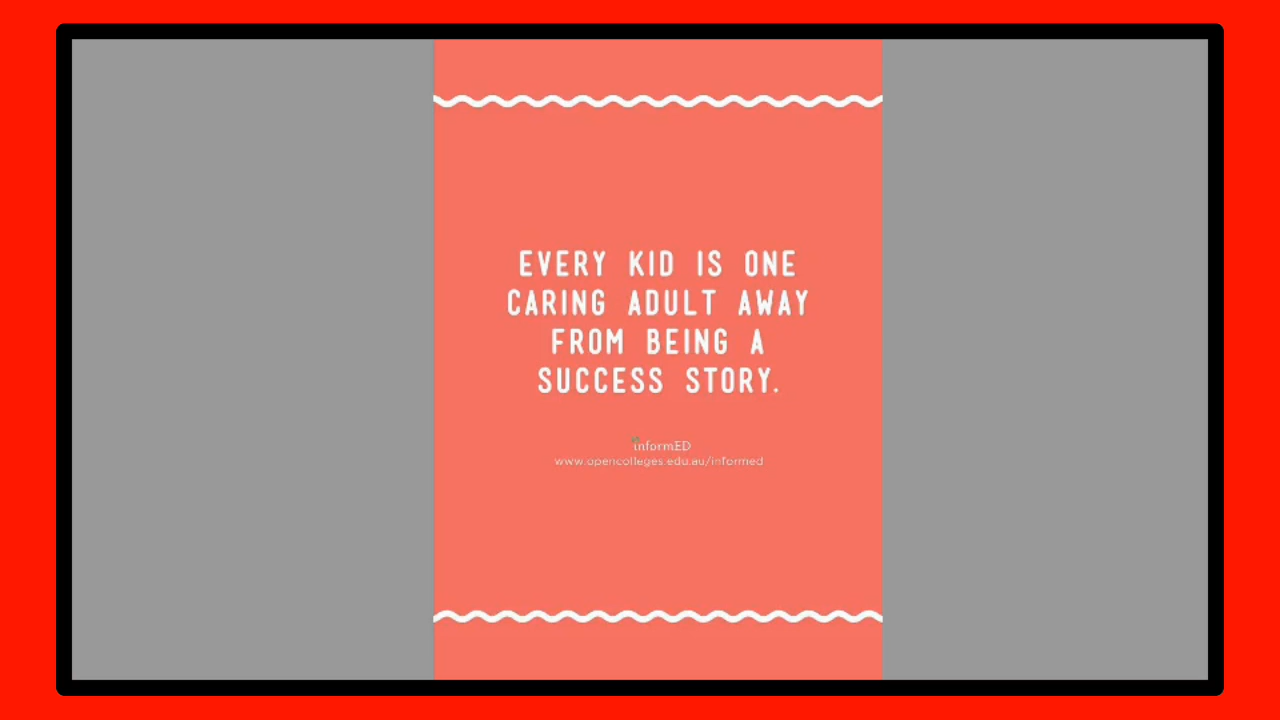 EVERY KID IS ONE
CARING ADULT AWAY
FROM BEING A
SUCCESS STORY.
informED
www.opencolleges.edu.au/informed